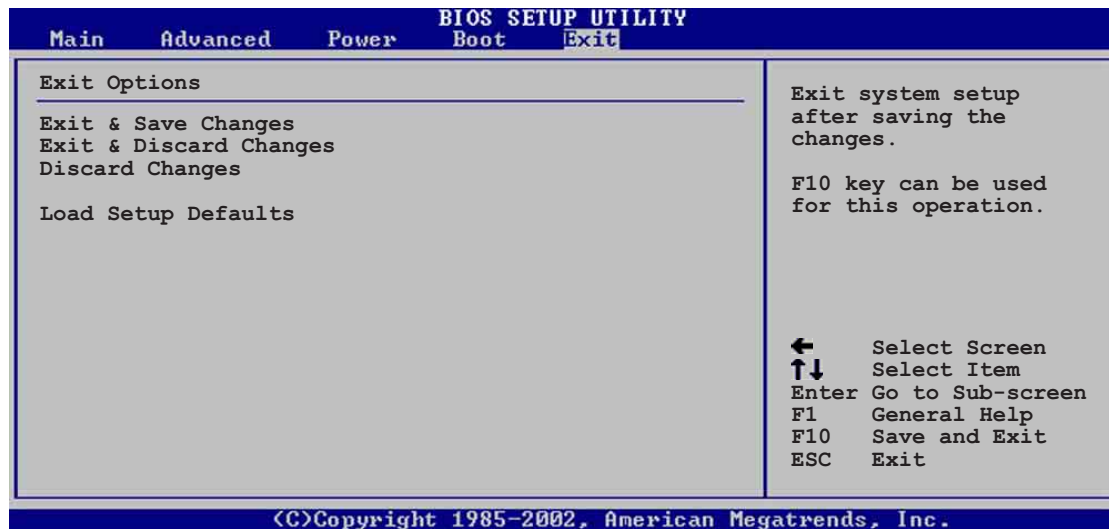 BIOS SETUP UTILITY
Main Advanced Power Boot Exit
Exit Options
Exit & Save Changes
Exit & Discard Changes
Discard Changes
Load Setup Defaults
Exit system setup
after saving the
changes.
F10 key can be used
for this operation.
← Select Screen
↑↓ Select Item
Enter Go to Sub-screen
F1 General Help
F10 Save and Exit
ESC Exit
(C)Copyright 1985-2002, American Megatrends, Inc.